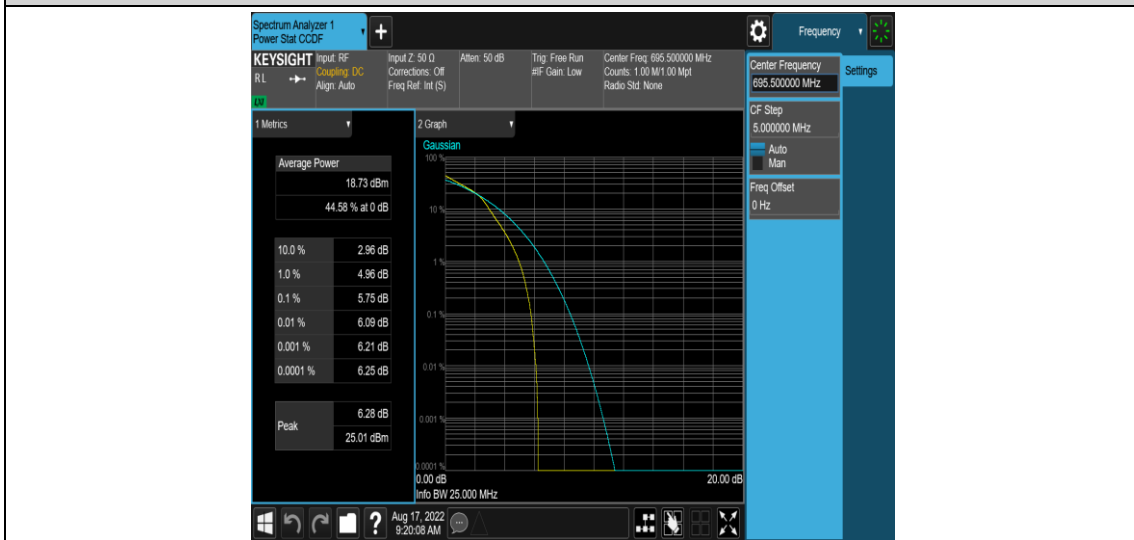 Spectrum Analyzer 1
Power Stat CCDF
Frequency
KEYSIGHT
RL
Input: RF
Coupling: DC
Align: Auto
Input Z: 50 Ω
Corrections: Off
Freq Ref: Int (S)
Atten: 50 dB
Trig: Free Run
#IF Gain: Low
Center Freq: 695.500000 MHz
Counts: 1.00 M/1.00 Mpt
Radio Std: None
Center Frequency
695.500000 MHz
Settings
CF Step
5.000000 MHz
Auto
Man
Freq Offset
0 Hz
1 Metrics
Average Power
18.73 dBm
44.58 % at 0 dB
10.0 % 2.96 dB
1.0 % 4.96 dB
0.1 % 5.75 dB
0.01 % 6.09 dB
0.001 % 6.21 dB
0.0001 % 6.25 dB
Peak
6.28 dB
25.01 dBm
2 Graph
Gaussian
100 %
10 %
1 %
0.1 %
0.01 %
0.001 %
0.0001 %
0.00 dB 20.00 dB
Info BW 25.000 MHz
?
Aug 17, 2022
9:20:08 AM